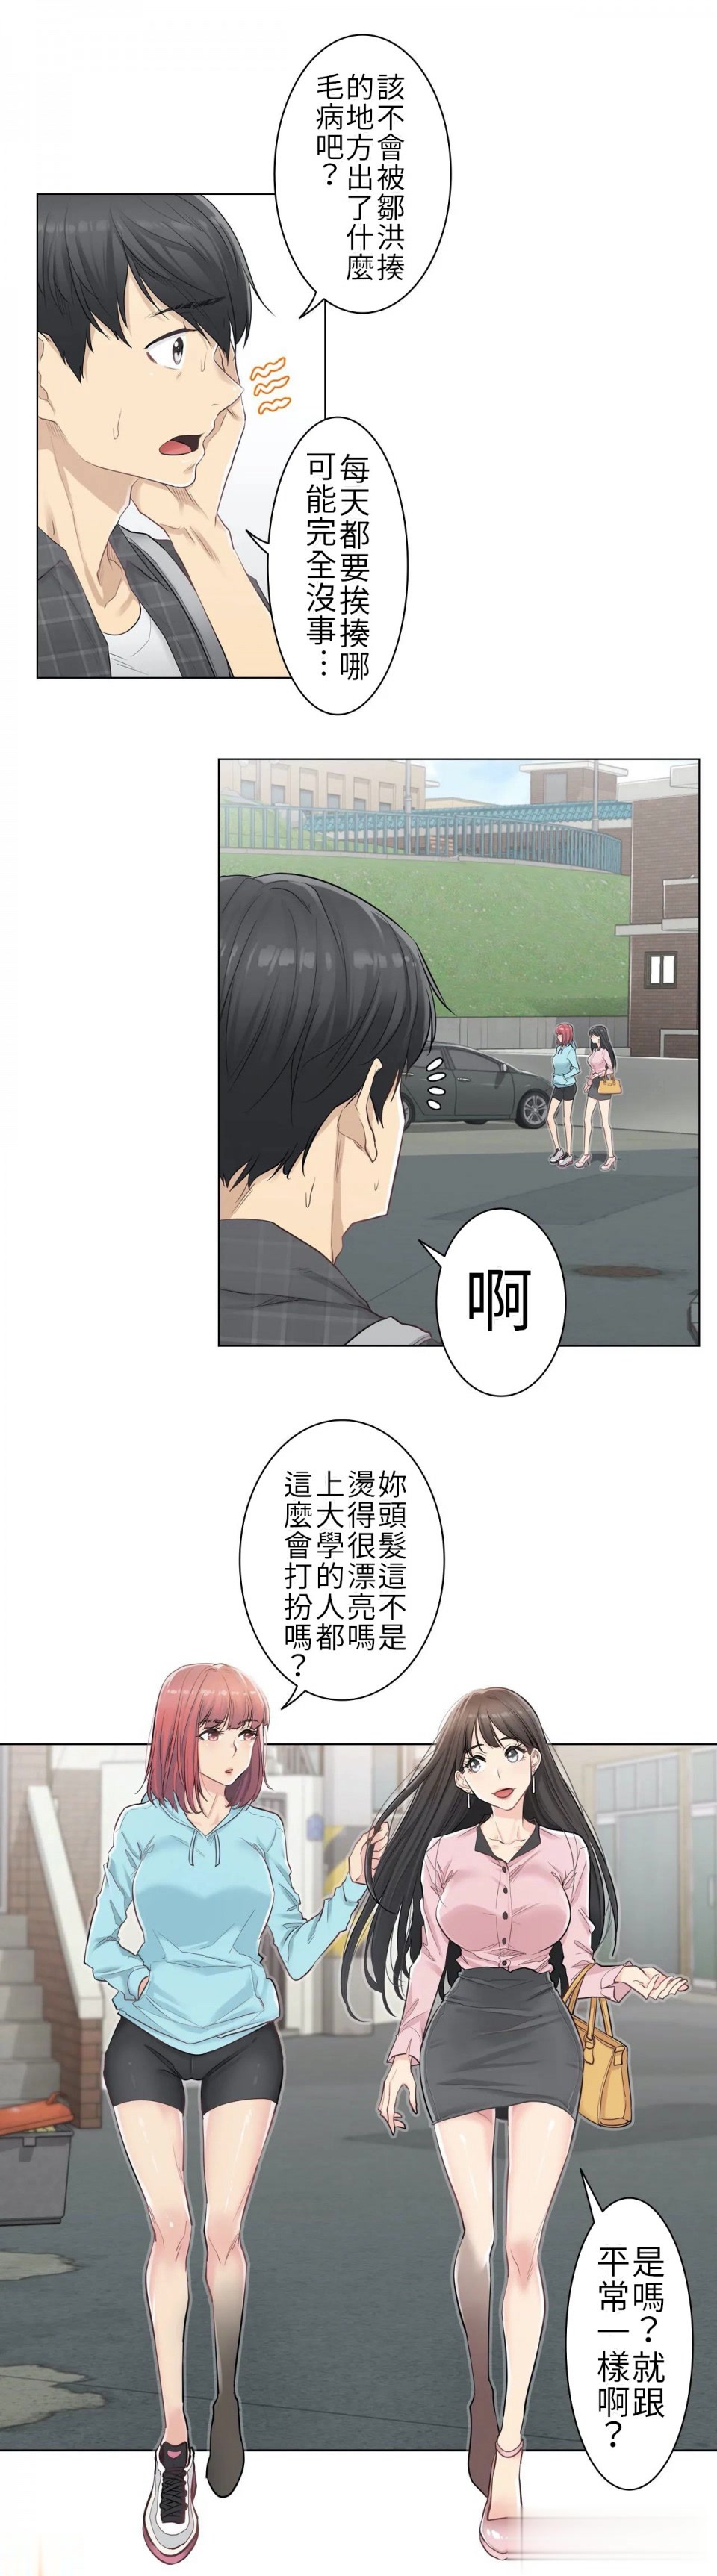 該不會被鄒洪揍
的地方出了什麼
毛病吧？
每天都要挨揍哪
可能完全沒事…
啊
妳頭髮這不是
燙得很漂亮嗎
上大學的人都
這麼會打扮嗎？
是嗎？就跟
平常一樣啊？